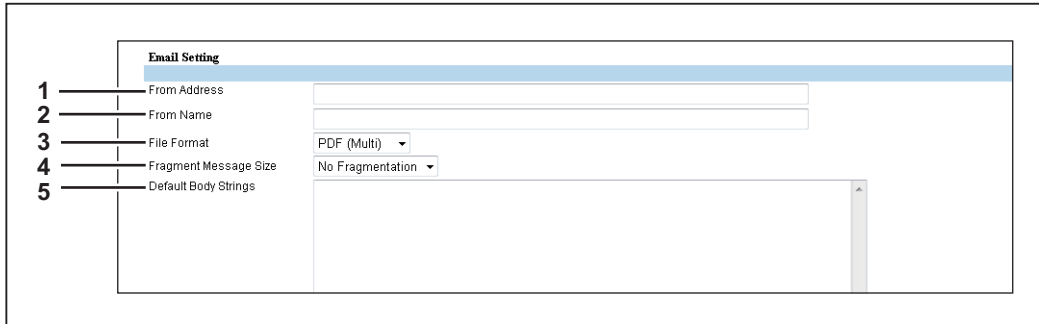 Email Setting
1 From Address
2 From Name
3 File Format PDF (Multi)
4 Fragment Message Size No Fragmentation
5 Default Body Strings